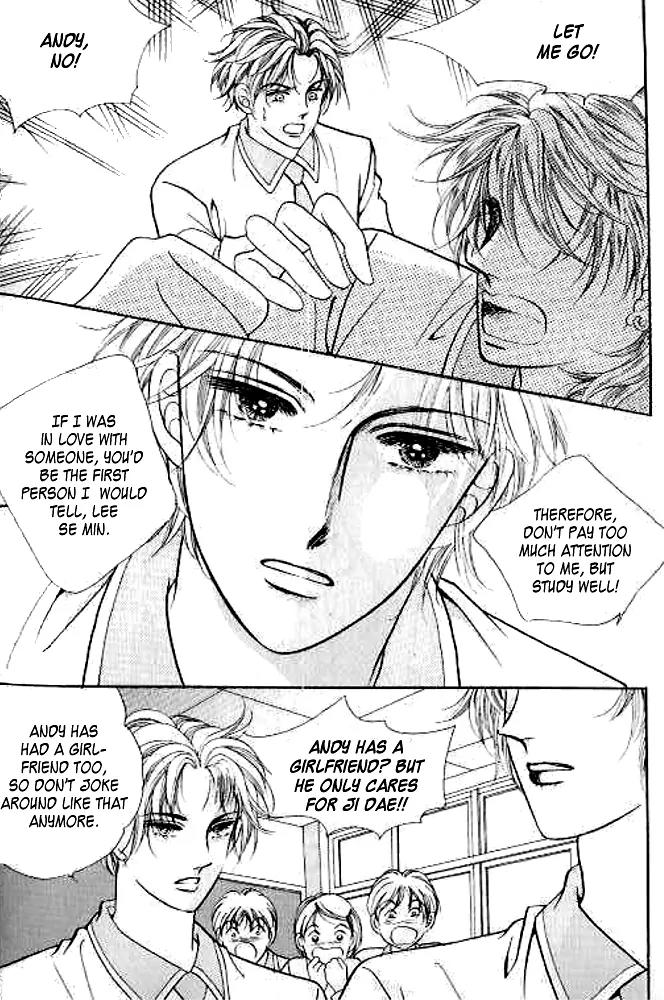 ANDY,
NO!
LET
ME GO!
IF I WAS
IN LOVE WITH
SOMEONE, YOU'D
BE THE FIRST
PERSON I WOULD
TELL, LEE
SE MIN.
THEREFORE,
DON'T PAY TOO
MUCH ATTENTION
TO ME, BUT
STUDY WELL!
ANDY HAS
HAD A GIRL-
FRIEND TOO,
SO DON'T JOKE
AROUND LIKE THAT
ANYMORE.
ANDY HAS A
GIRLFRIEND? BUT
HE ONLY CARES
FOR JI DAE!!